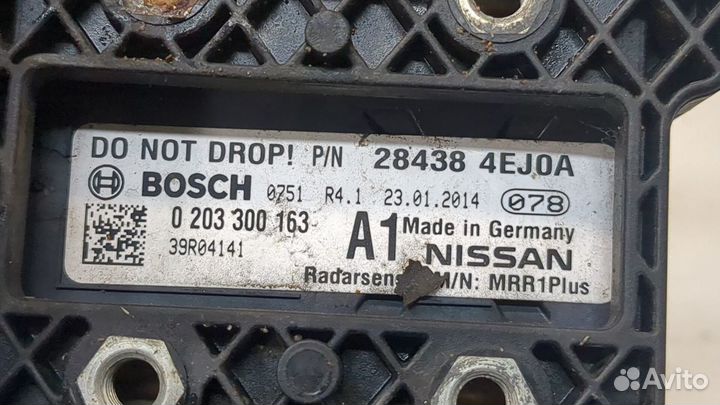 DO NOT DROP! P/N 28438 4EJ0A
BOSCH 0751 R4.1 23.01.2014 078
0 203 300 163 A1 Made in Germany
39R04141 NISSAN
M/N: MRR1Plus
Avito